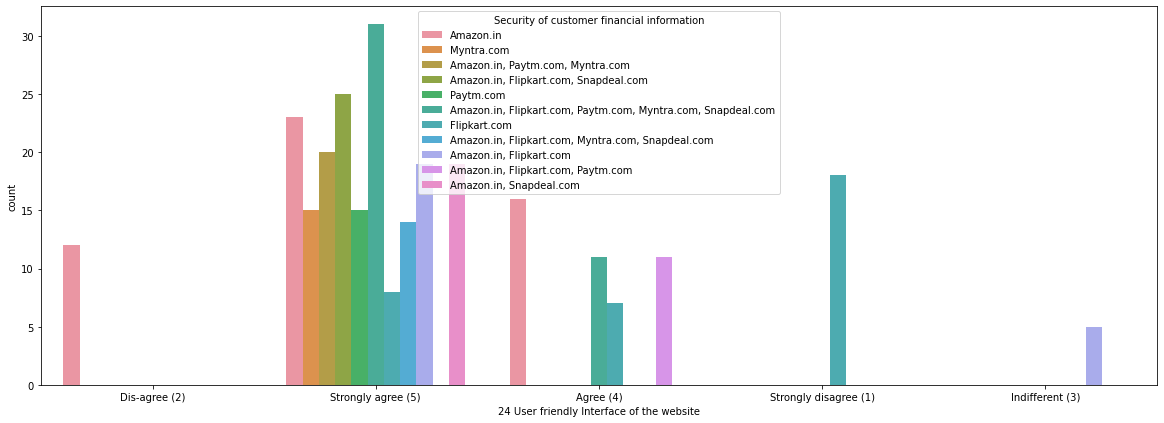 Security of customer financial information
Amazon.in
Myntra.com
Amazon.in, Paytm.com, Myntra.com
Amazon.in, Flipkart.com, Snapdeal.com
Paytm.com
Amazon.in, Flipkart.com, Paytm.com, Myntra.com, Snapdeal.com
Flipkart.com
Amazon.in, Flipkart.com, Myntra.com, Snapdeal.com
Amazon.in, Flipkart.com
Amazon.in, Flipkart.com, Paytm.com
Amazon.in, Snapdeal.com
30
25
20
15
10
5
0
count
Dis-agree (2) Strongly agree (5) Agree (4) Strongly disagree (1) Indifferent (3)
24 User friendly Interface of the website